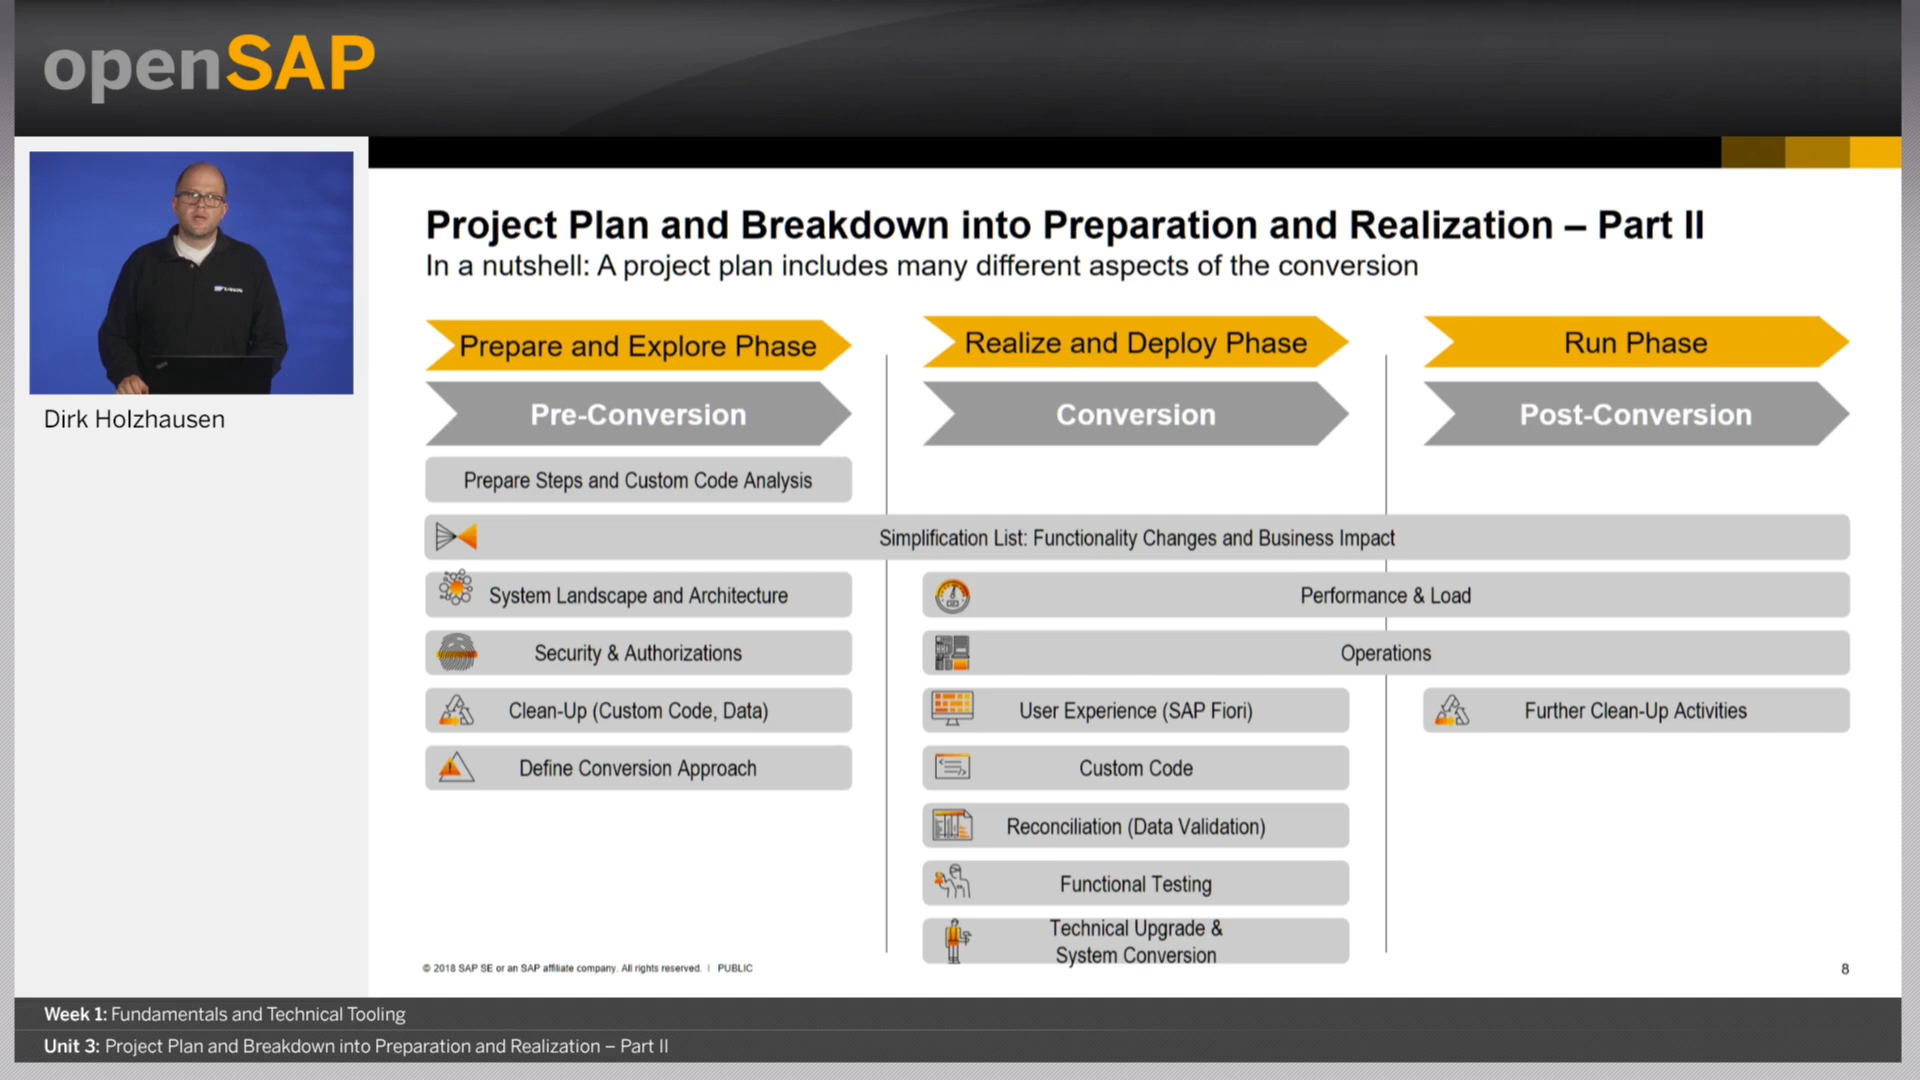 openSAP
Dirk Holzhausen
Project Plan and Breakdown into Preparation and Realization – Part II
In a nutshell: A project plan includes many different aspects of the conversion
Prepare and Explore Phase
Realize and Deploy Phase
Run Phase
Pre-Conversion
Conversion
Post-Conversion
Prepare Steps and Custom Code Analysis
Simplification List: Functionality Changes and Business Impact
System Landscape and Architecture
Performance & Load
Security & Authorizations
Operations
Clean-Up (Custom Code, Data)
User Experience (SAP Fiori)
Further Clean-Up Activities
Define Conversion Approach
Custom Code
Reconciliation (Data Validation)
Functional Testing
Technical Upgrade &
System Conversion
© 2018 SAP SE or an SAP affiliate company. All rights reserved. | PUBLIC
8
Week 1: Fundamentals and Technical Tooling
Unit 3: Project Plan and Breakdown into Preparation and Realization – Part II